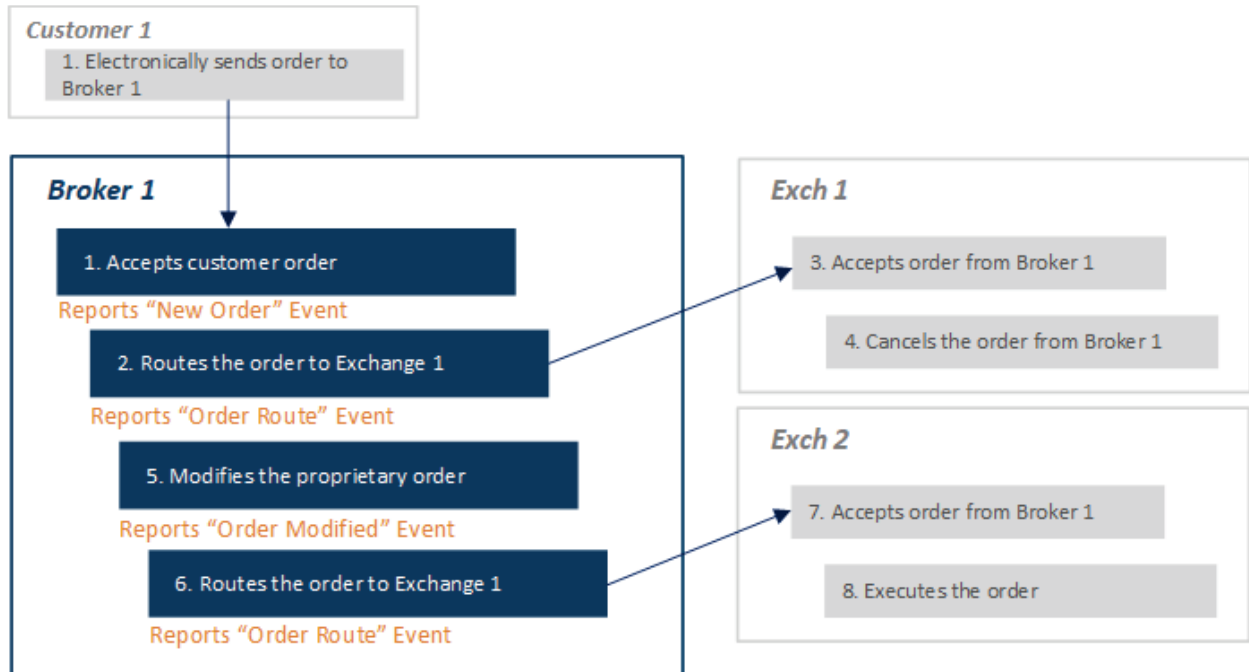 Customer 1
1. Electronically sends order to
Broker 1
Broker 1
1. Accepts customer order
Reports “New Order” Event
2. Routes the order to Exchange 1
Reports “Order Route” Event
5. Modifies the proprietary order
Reports “Order Modified” Event
6. Routes the order to Exchange 1
Reports “Order Route” Event
Exch 1
3. Accepts order from Broker 1
4. Cancels the order from Broker 1
Exch 2
7. Accepts order from Broker 1
8. Executes the order